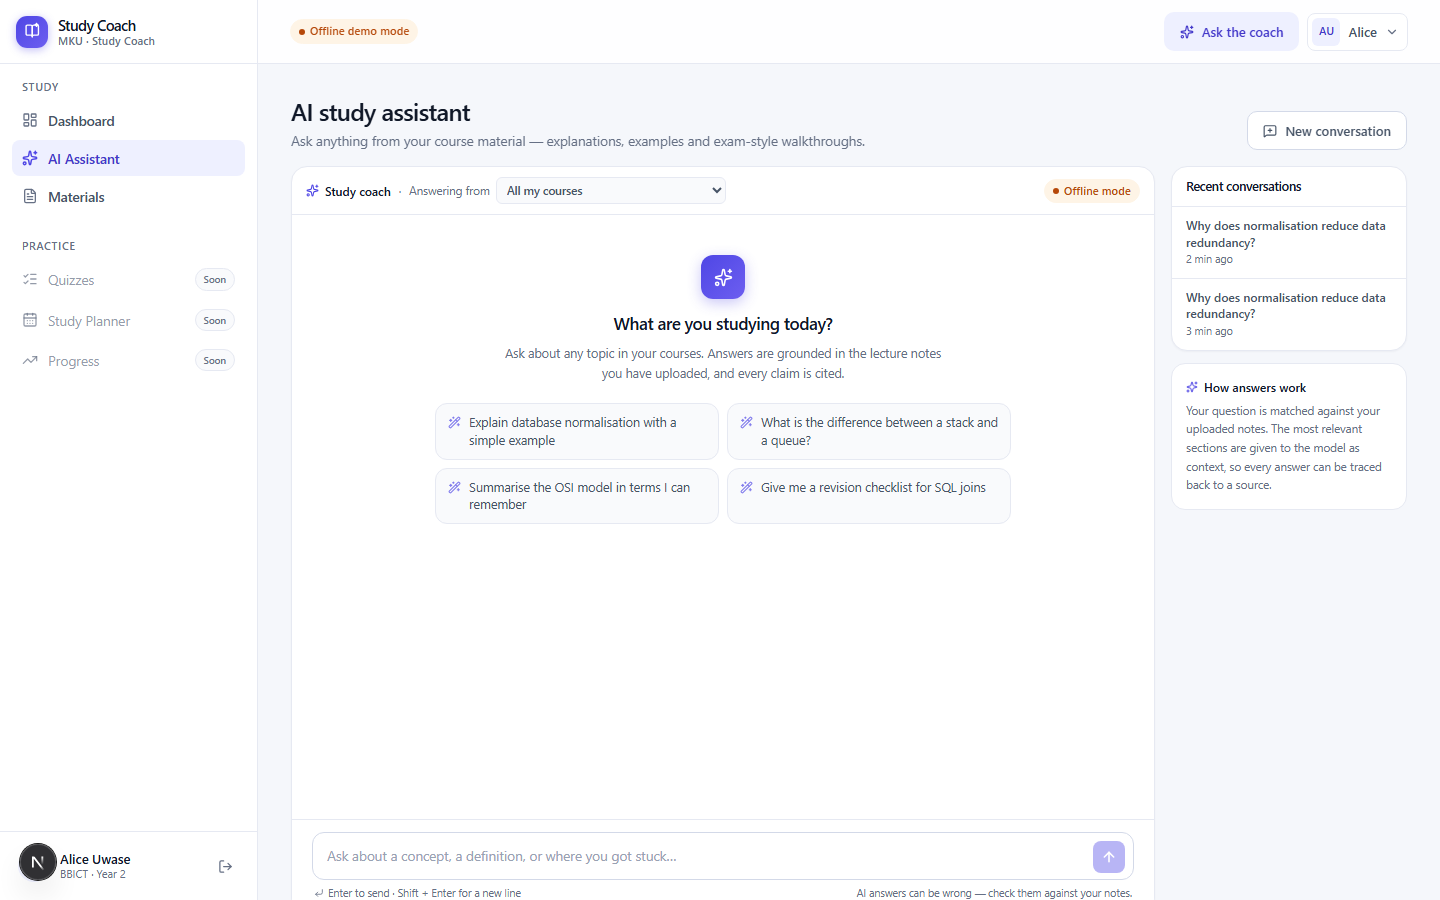 Study Coach
MKU · Study Coach
Offline demo mode
Ask the coach
AU
Alice
STUDY
Dashboard
AI Assistant
Materials
PRACTICE
Quizzes
Soon
Study Planner
Soon
Progress
Soon
N
Alice Uwase
BBICT · Year 2
AI study assistant
Ask anything from your course material — explanations, examples and exam-style walkthroughs.
New conversation
Study coach · Answering from
All my courses
Offline mode
What are you studying today?
Ask about any topic in your courses. Answers are grounded in the lecture notes
you have uploaded, and every claim is cited.
Explain database normalisation with a
simple example
What is the difference between a stack and
a queue?
Summarise the OSI model in terms I can
remember
Give me a revision checklist for SQL joins
Ask about a concept, a definition, or where you got stuck...
Enter to send · Shift + Enter for a new line
AI answers can be wrong — check them against your notes.
Recent conversations
Why does normalisation reduce data
redundancy?
2 min ago
Why does normalisation reduce data
redundancy?
3 min ago
How answers work
Your question is matched against your
uploaded notes. The most relevant
sections are given to the model as
context, so every answer can be traced
back to a source.